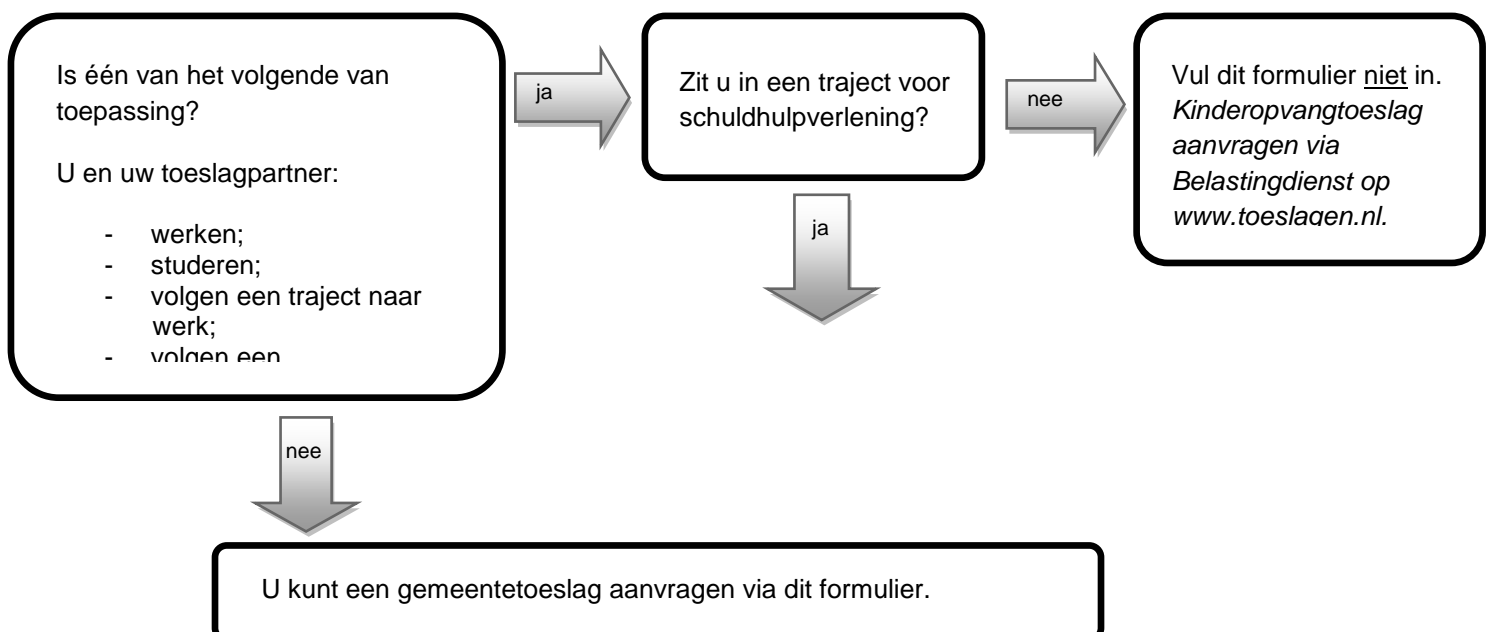 Is één van het volgende van
toepassing?
U en uw toeslagpartner:
- werken;
- studeren;
- volgen een traject naar
werk;
- volgen een
ja
Zit u in een traject voor
schuldhulpverlening?
nee
Vul dit formulier niet in.
Kinderopvangtoeslag
aanvragen via
Belastingdienst op
www.toeslagen.nl.
ja
nee
U kunt een gemeentetoeslag aanvragen via dit formulier.